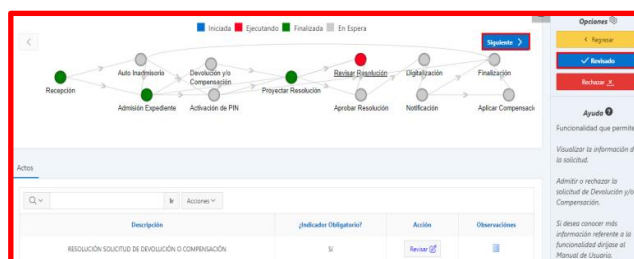 Iniciada Ejecutando Finalizada En Espera
Siguiente
Auto Inadmisorio
Devolución y/o
Compensación
Revisar Resolución
Digitalización
Finalización
Recepción
Proyectar Resolución
Admisión Expediente
Activación de PIN
Aprobar Resolución
Notificación
Aplicar Compensaci
Actos
Ir
Acciones
Descripción
¿Indicador Obligatorio?
Acción
Observaciones
RESOLUCIÓN SOLICITUD DE DEVOLUCIÓN O COMPENSACIÓN
Revisar
Opciones
Regresar
Revisado
Rechazar
Ayuda
Funcionalidad que permite
Visualizar la información d
la solicitud.
Admitir o rechazar la
solicitud de Devolución y/o
Compensación.
Si desea conocer más
información referente a la
funcionalidad diríjase al
Manual de Usuario.